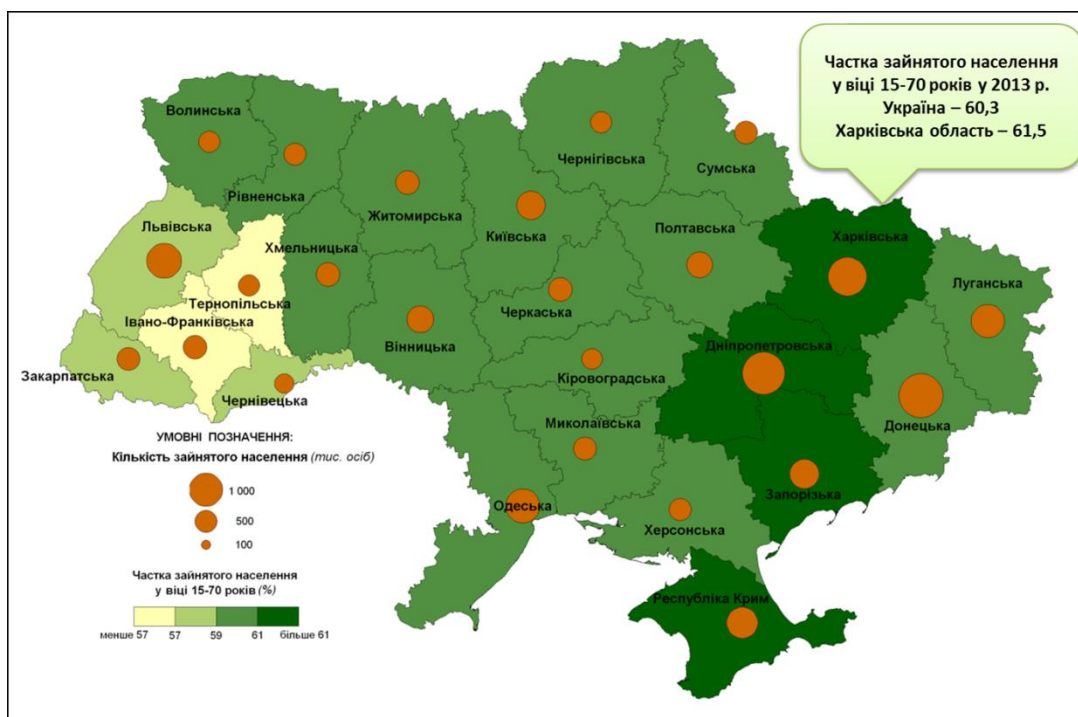 Частка зайнятого населення
у віці 15-70 років у 2013 р.
Україна – 60,3
Харківська область – 61,5
Волинська
Рівненська
Житомирська
Київська
Чернігівська
Сумська
Львівська
Тернопільська
Хмельницька
Івано-Франківська
Закарпатська
Чернівецька
Вінницька
Черкаська
Полтавська
Харківська
Луганська
Дніпропетровська
Кіровоградська
Донецька
Миколаївська
Запорізька
Одеська
Херсонська
Республіка Крим
УМОВНІ ПОЗНАЧЕННЯ:
Кількість зайнятого населення (тис. осіб)
1 000
500
100
Частка зайнятого населення
у віці 15-70 років (%)
менше 57 57 59 61 більше 61